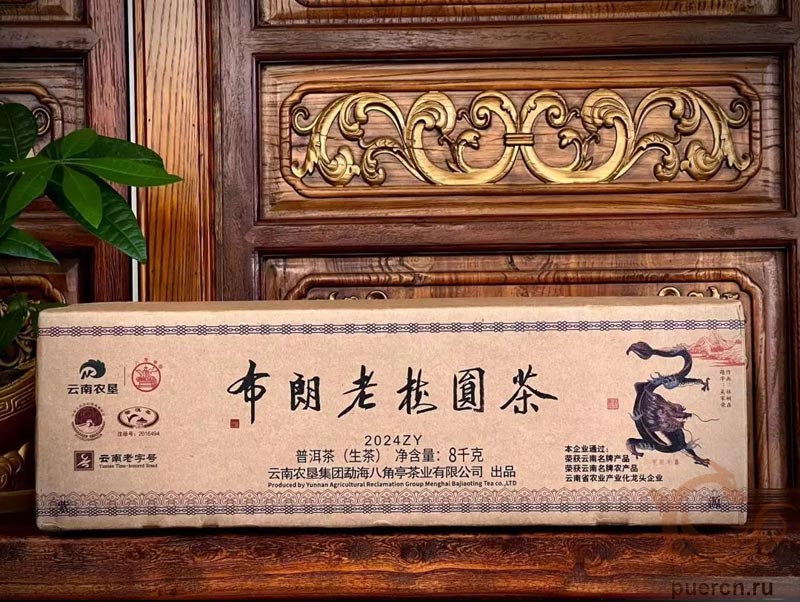 云南农垦
注册号：2016494
云南老字号
Yunnan Time-honored Brand
布朗老树圆茶
2024ZY
普洱茶（生茶） 净含量：8千克
云南农垦集团勐海八角亭茶业有限公司 出品
Produced by Yunnan Agricultural Reclamation Group Menghai Bajiaoting Tea co.,LTD
本企业通过：
荣获云南名牌产品
荣获云南名牌农产品
云南省农业产业化龙头企业
puercn.ru